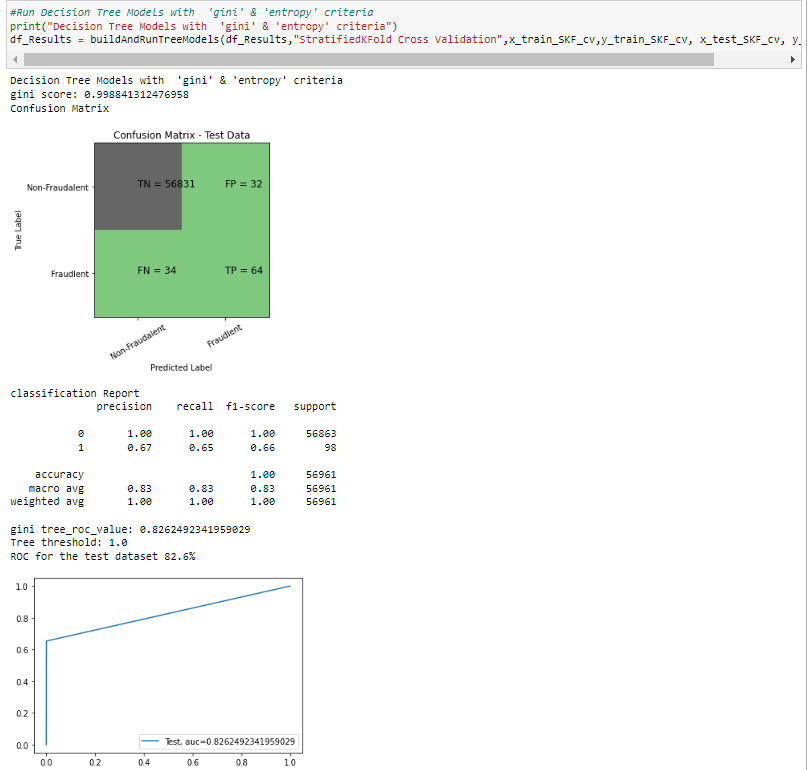 #Run Decision Tree Models with  'gini' & 'entropy' criteria
print("Decision Tree Models with  'gini' & 'entropy' criteria")
df_Results = buildAndRunTreeModels(df_Results,"StratifiedKFold Cross Validation",x_train_SKF_cv,y_train_SKF_cv, x_test_SKF_cv, y_
Decision Tree Models with  'gini' & 'entropy' criteria
gini score: 0.998841312476958
Confusion Matrix
Confusion Matrix - Test Data
Non-Fraudalent
TN = 56831
FP = 32
True Label
Fraudlent
FN = 34
TP = 64
Non-Fraudalent
Fraudlent
Predicted Label
classification Report
precision    recall  f1-score   support
0       1.00      1.00      1.00     56863
1       0.67      0.65      0.66        98
accuracy                           1.00     56961
macro avg       0.83      0.83      0.83     56961
weighted avg       1.00      1.00      1.00     56961
gini tree_roc_value: 0.8262492341959029
Tree threshold: 1.0
ROC for the test dataset 82.6%
1.0
0.8
0.6
0.4
0.2
0.0
Test, auc=0.8262492341959029
0.0 0.2 0.4 0.6 0.8 1.0